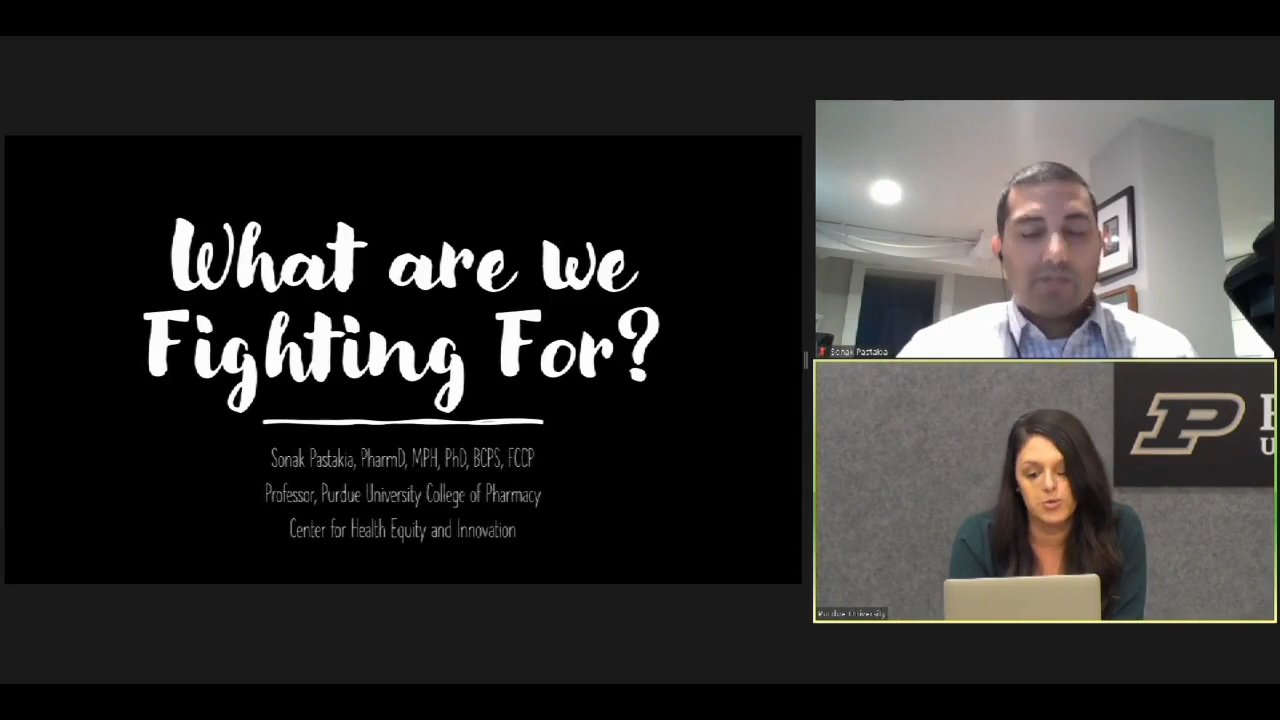 What are we
Fighting For?
Sonak Pastakia, PharmD, MPH, PhD, BCPS, FCCP
Professor, Purdue University College of Pharmacy
Center for Health Equity and Innovation
Sonak Pastakia
P
Purdue University